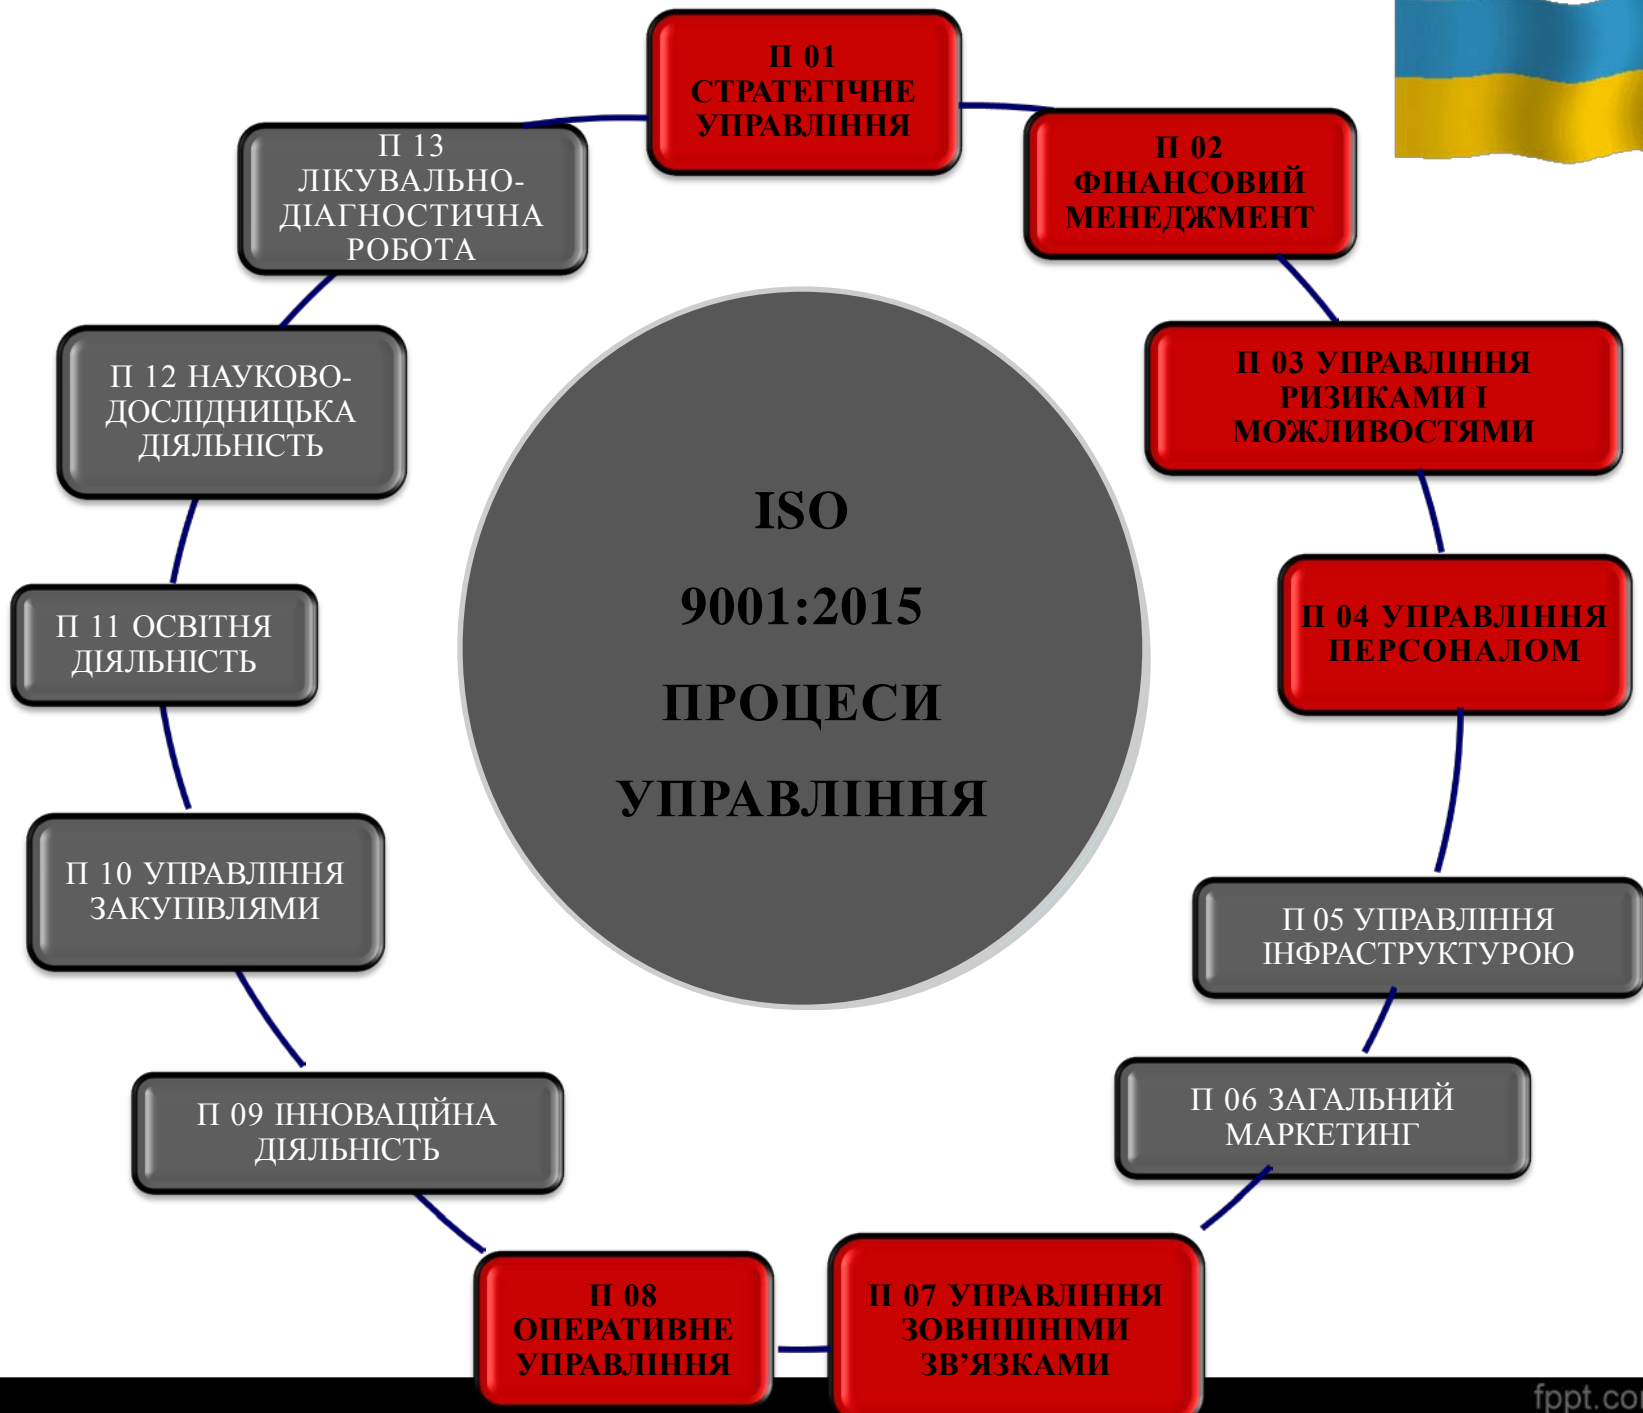 П 01
СТРАТЕГІЧНЕ
УПРАВЛІННЯ
П 02
ФІНАНСОВИЙ
МЕНЕДЖМЕНТ
П 03 УПРАВЛІННЯ
РИЗИКАМИ І
МОЖЛИВОСТЯМИ
П 04 УПРАВЛІННЯ
ПЕРСОНАЛОМ
П 05 УПРАВЛІННЯ
ІНФРАСТРУКТУРОЮ
П 06 ЗАГАЛЬНИЙ
МАРКЕТИНГ
П 07 УПРАВЛІННЯ
ЗОВНІШНІМИ
ЗВ’ЯЗКАМИ
П 08
ОПЕРАТИВНЕ
УПРАВЛІННЯ
П 09 ІННОВАЦІЙНА
ДІЯЛЬНІСТЬ
П 10 УПРАВЛІННЯ
ЗАКУПІВЛЯМИ
П 11 ОСВІТНЯ
ДІЯЛЬНІСТЬ
П 12 НАУКОВО-
ДОСЛІДНИЦЬКА
ДІЯЛЬНІСТЬ
П 13
ЛІКУВАЛЬНО-
ДІАГНОСТИЧНА
РОБОТА
ISO
9001:2015
ПРОЦЕСИ
УПРАВЛІННЯ